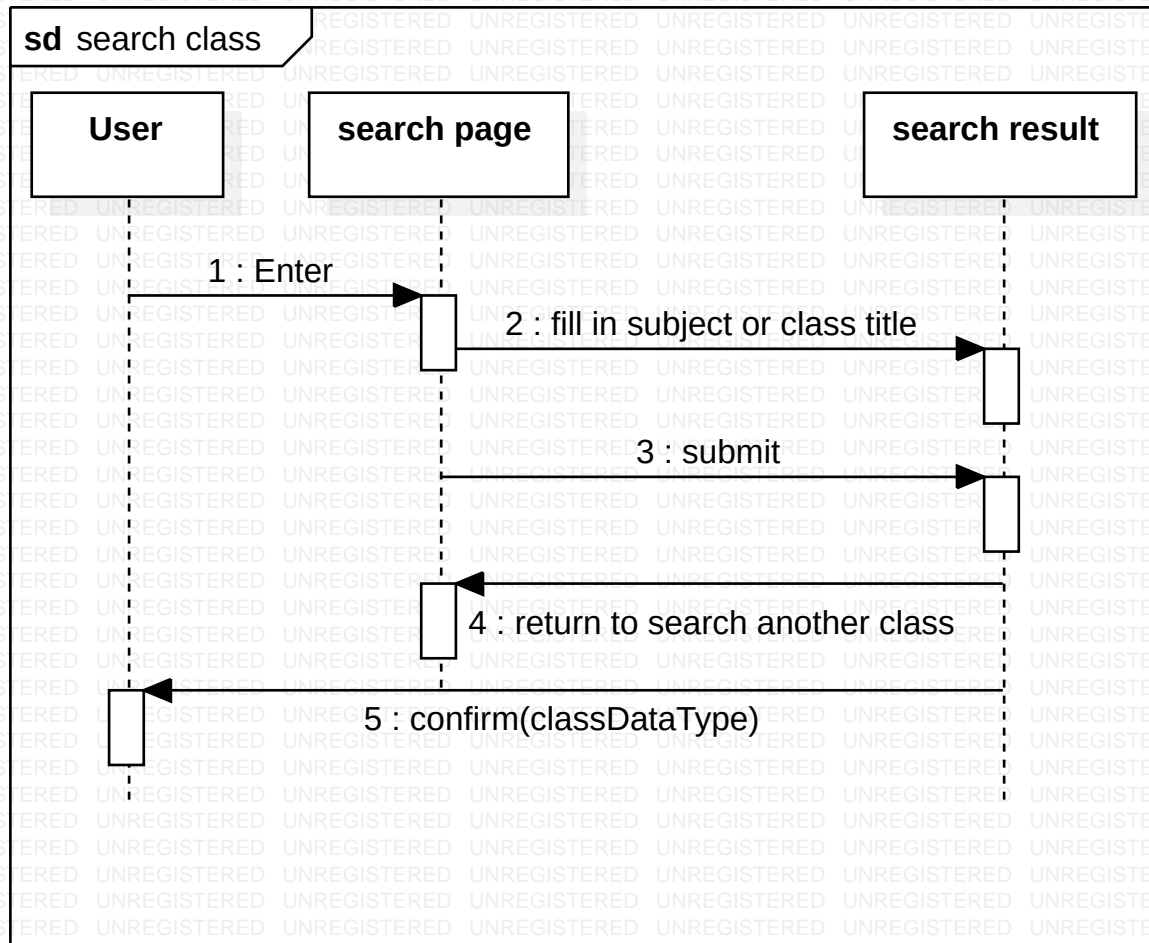 sd search class
User
search page
search result
1 : Enter
2 : fill in subject or class title
3 : submit
4 : return to search another class
5 : confirm(classDataType)
UNREGISTERED